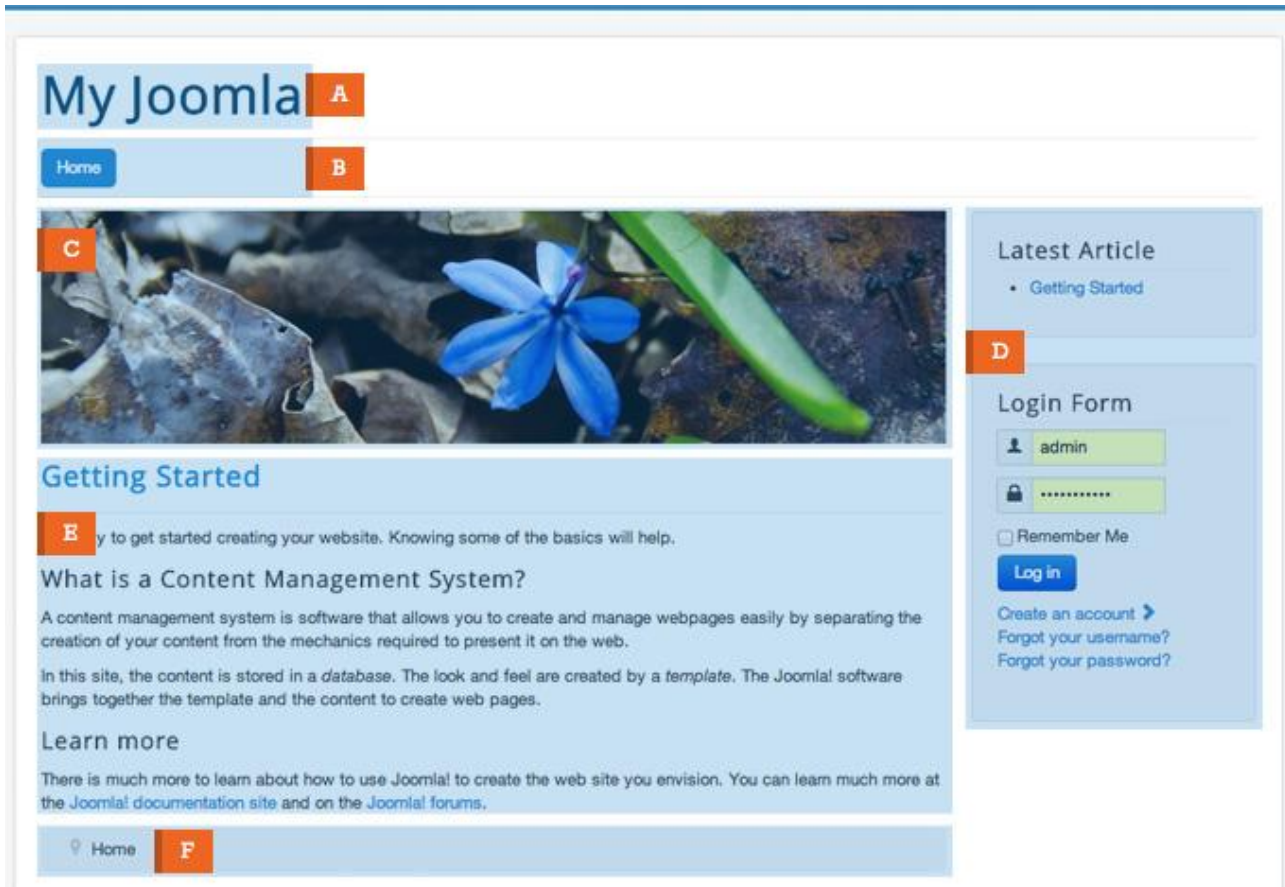 My Joomla
A
Home
B
C
Getting Started
E
y to get started creating your website. Knowing some of the basics will help.
What is a Content Management System?
A content management system is software that allows you to create and manage webpages easily by separating the
creation of your content from the mechanics required to present it on the web.
In this site, the content is stored in a database. The look and feel are created by a template. The Joomla! software
brings together the template and the content to create web pages.
Learn more
There is much more to learn about how to use Joomla! to create the web site you envision. You can learn much more at
the Joomla! documentation site and on the Joomla! forums.
Home
F
Latest Article
• Getting Started
D
Login Form
admin
•••••••••••
Remember Me
Log in
Create an account
Forgot your username?
Forgot your password?